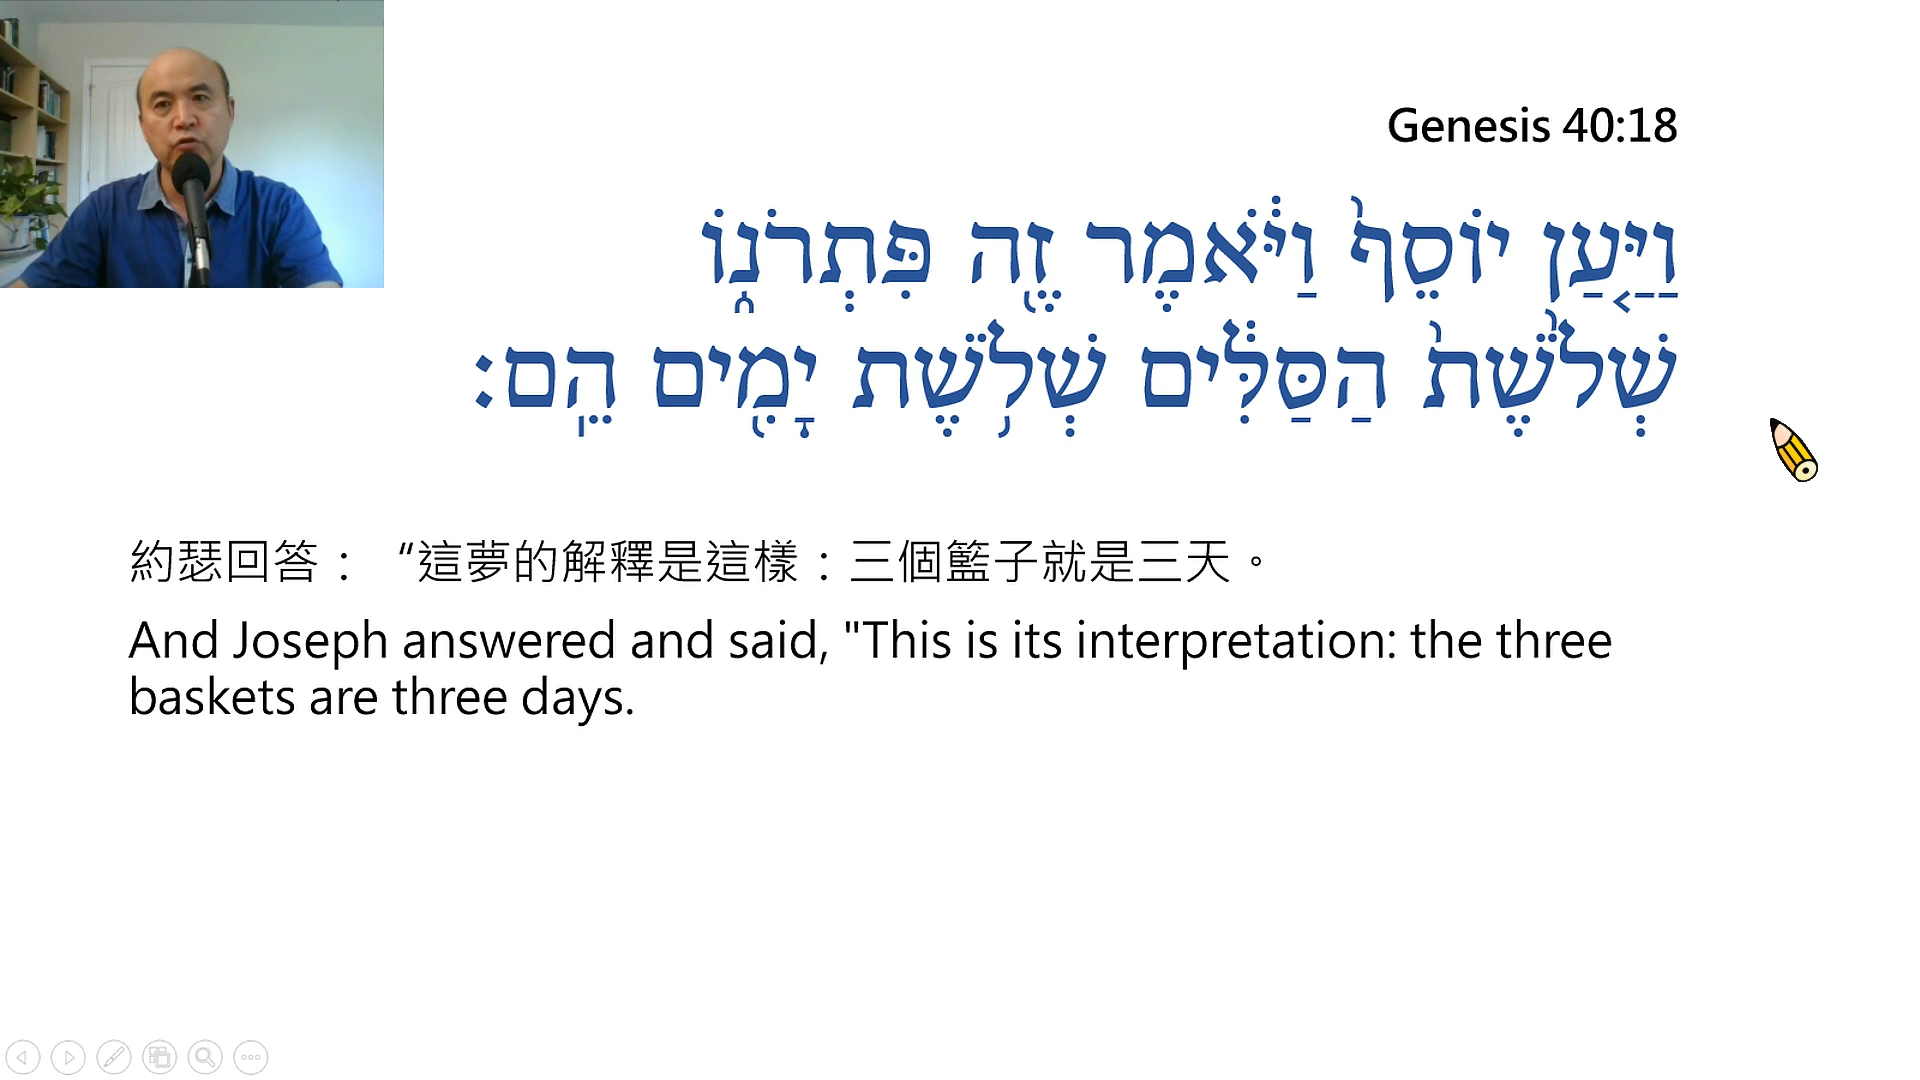 Genesis 40:18
וַיַּ֤עַן יוֹסֵף֙ וַיֹּ֔אמֶר זֶ֖ה פִּתְרֹנ֑וֹ
שְׁלֹ֙שֶׁת֙ הַסַּלִּ֔ים שְׁלֹ֥שֶׁת יָמִ֖ים הֵֽם׃
約瑟回答：“這夢的解釋是這樣：三個籃子就是三天。
And Joseph answered and said, "This is its interpretation: the three
baskets are three days.